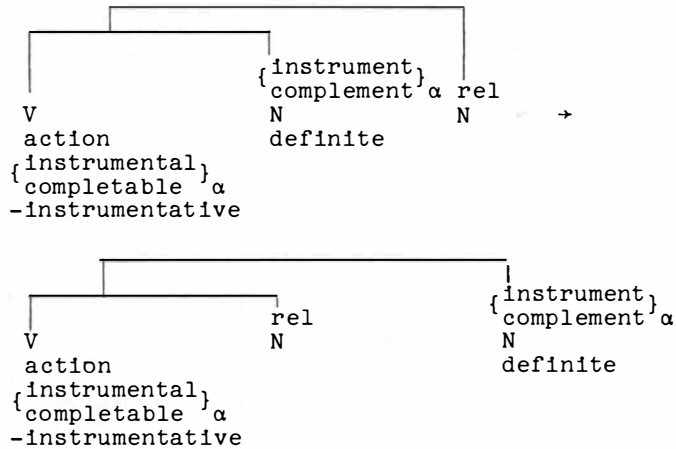 {instrument
complement}α rel
V N N →
action definite
{instrumental
completable}α
-instrumentative
rel {instrument
complement}α
V N N
action definite
{instrumental
completable}α
-instrumentative